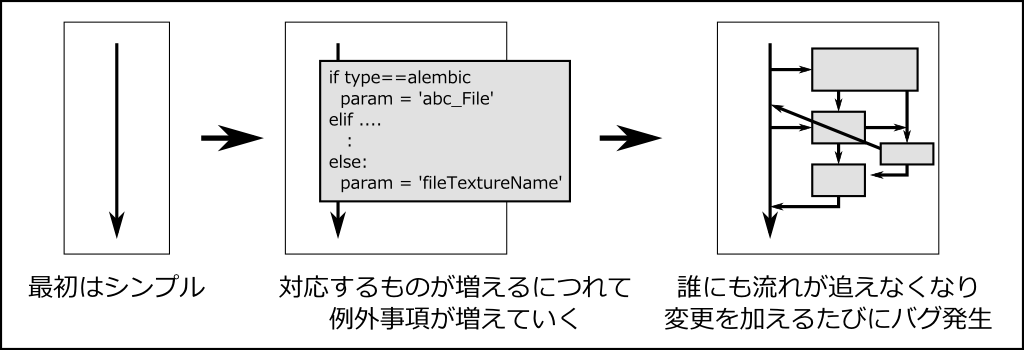 if type==alembic
param = 'abc_File'
elif ....
:
else:
param = 'fileTextureName'
最初はシンプル
対応するものが増えるにつれて
例外事項が増えていく
誰にも流れが追えなくなり
変更を加えるたびにバグ発生